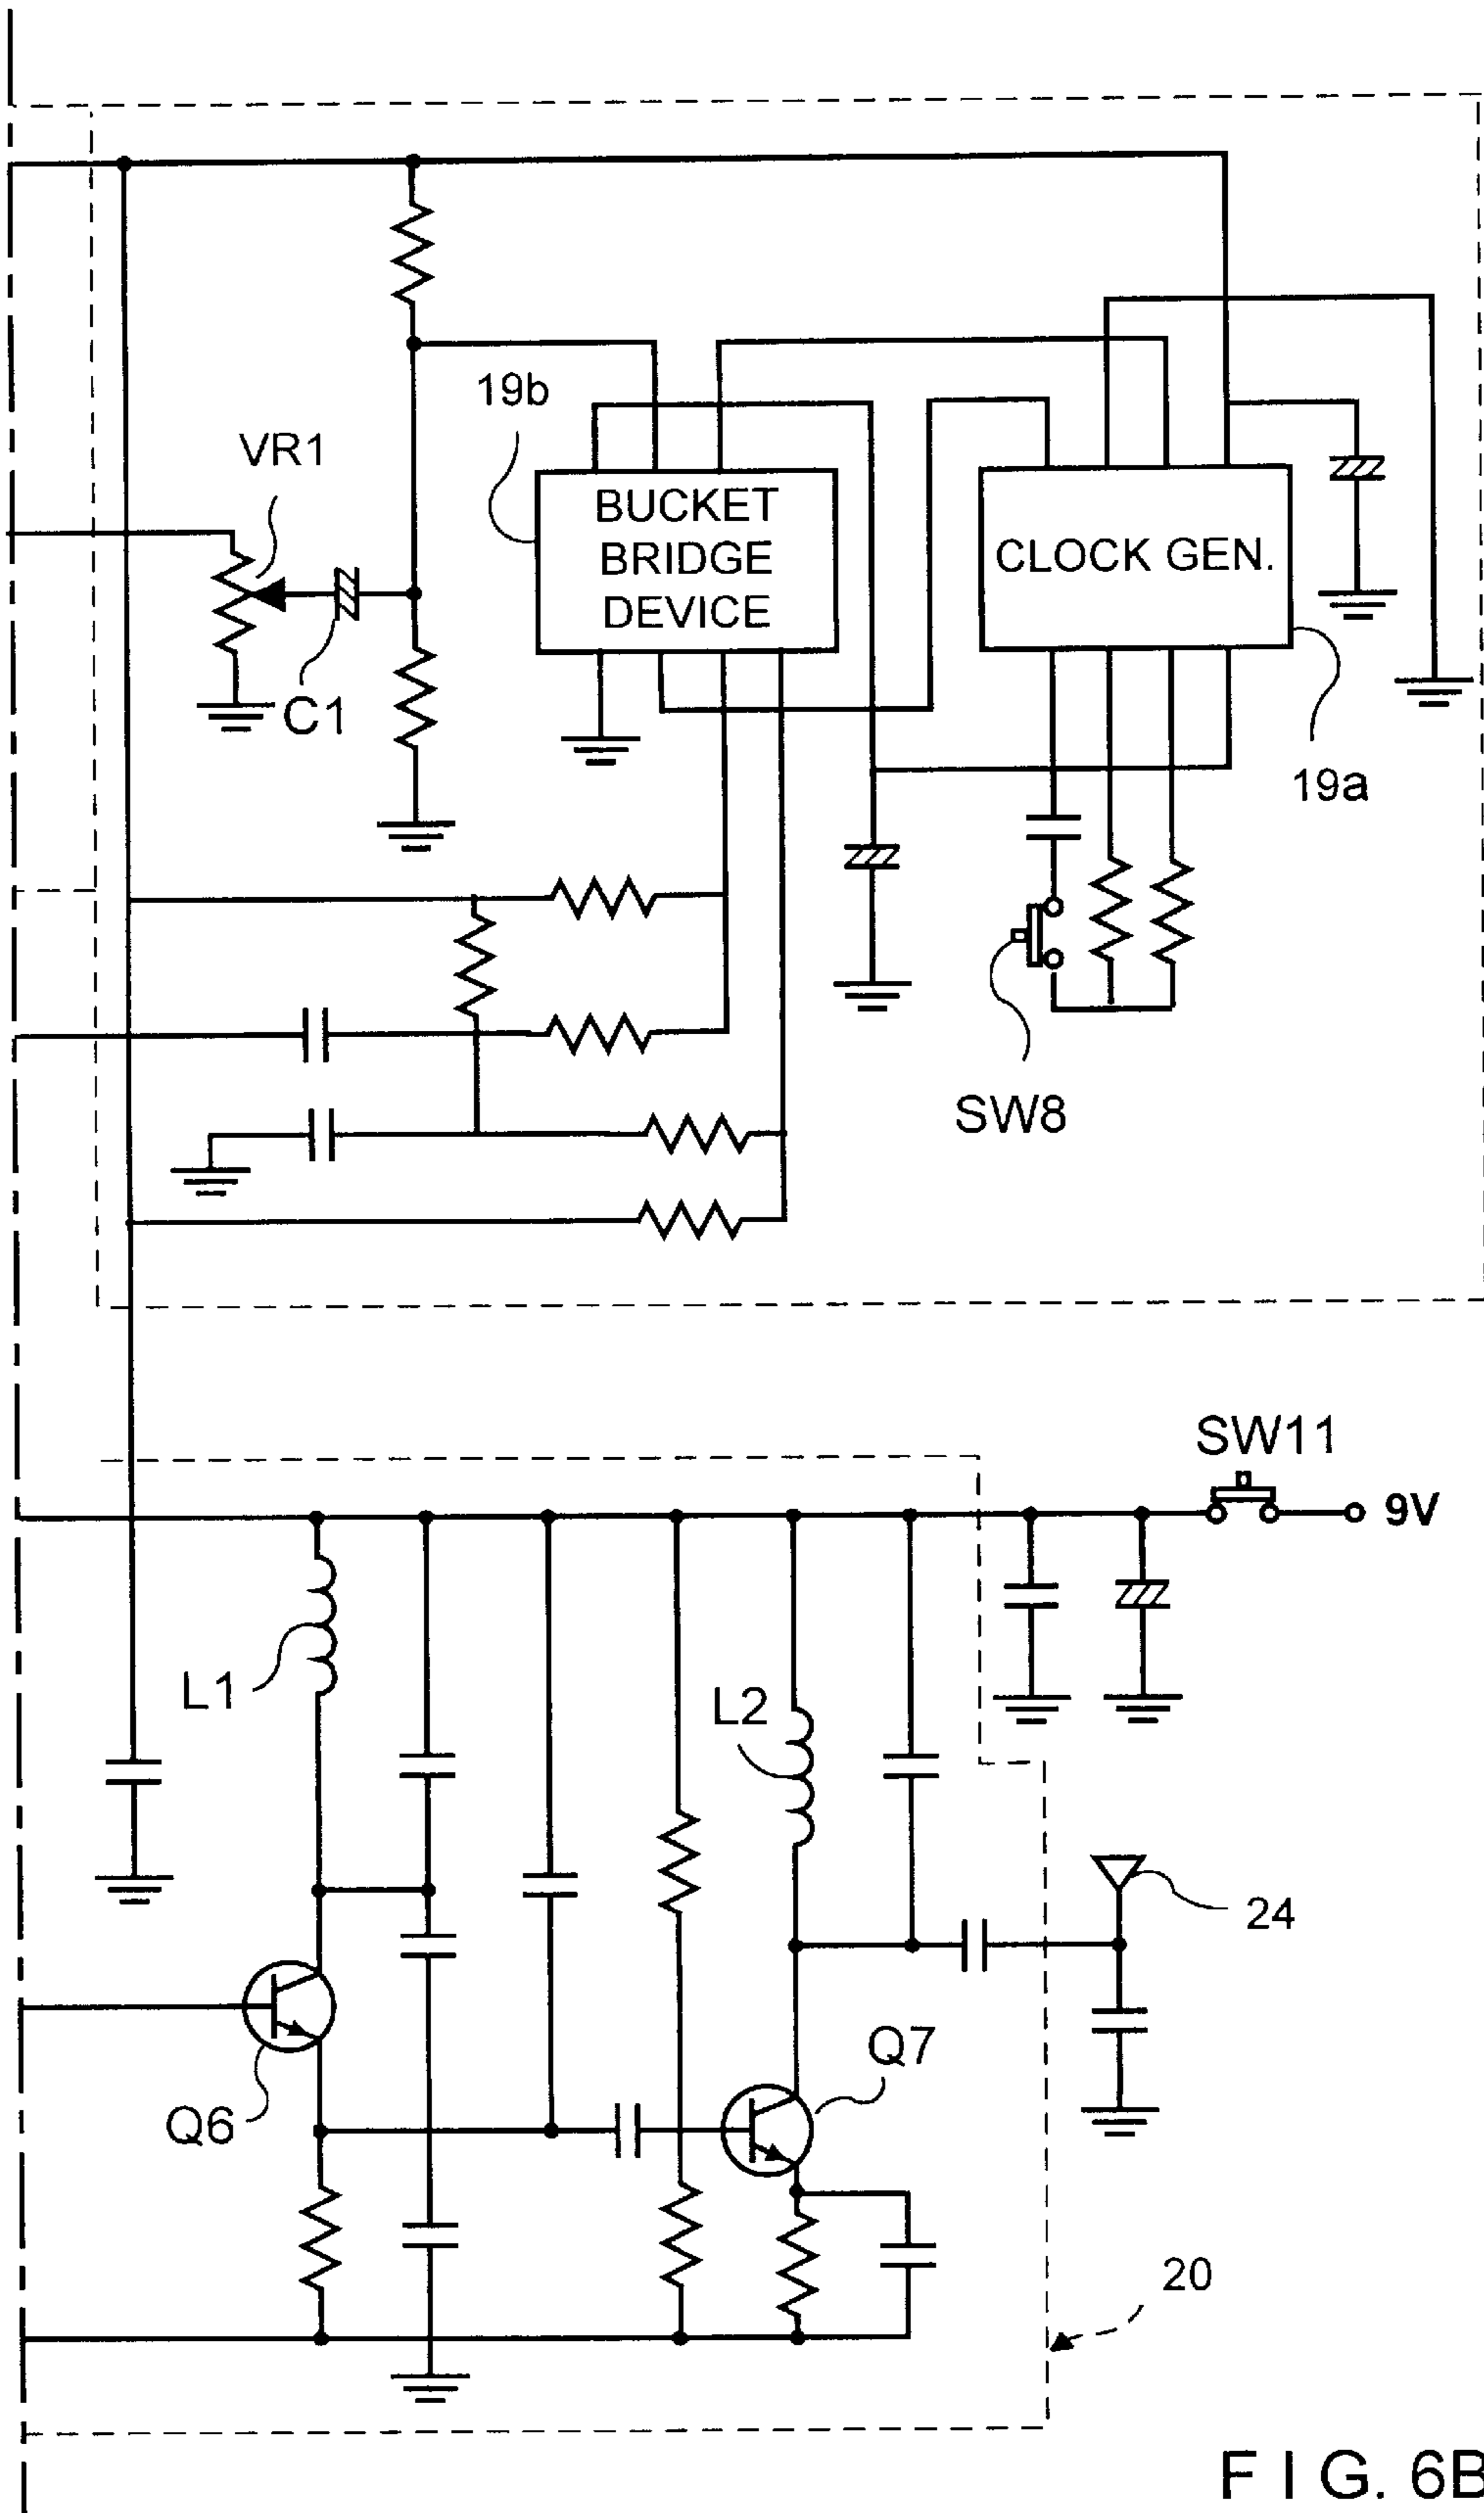 19b
VR1
BUCKET
BRIDGE
DEVICE
CLOCK GEN.
C1
19a
SW8
SW11
9V
L1
L2
24
Q7
Q6
20
FIG. 6B